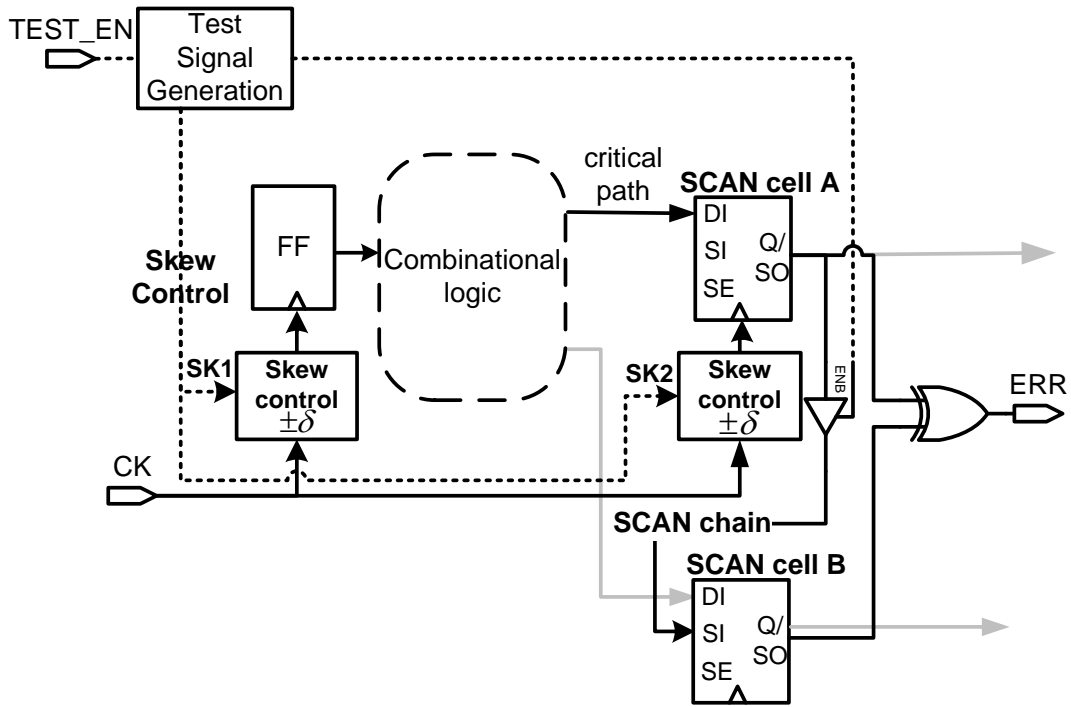 TEST_EN
Test
Signal
Generation
critical
path
SCAN cell A
DI
SI
SE
Q/
SO
FF
Combinational
logic
Skew
Control
SK1
Skew
control
±δ
SK2
Skew
control
±δ
ENB
ERR
CK
SCAN chain
SCAN cell B
DI
SI
SE
Q/
SO